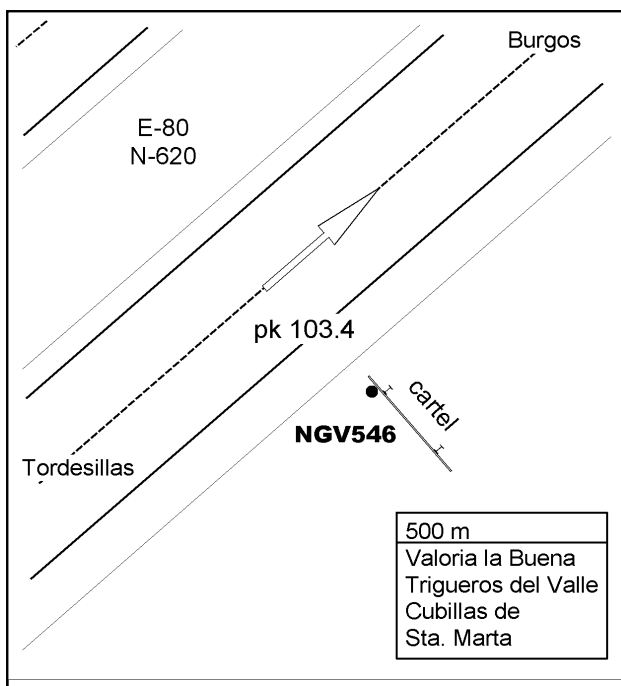 Burgos
E-80
N-620
pk 103.4
cartel
NGV546
Tordesillas
500 m
Valoria la Buena
Trigueros del Valle
Cubillas de
Sta. Marta